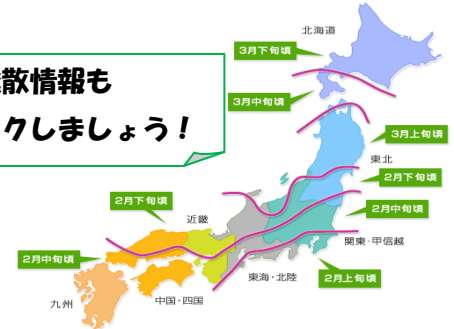 散情報も
クしましょう！
北海道
3月下旬頃
3月中旬頃
3月上旬頃
東北
2月下旬頃
2月中旬頃
関東・甲信越
2月上旬頃
東海・北陸
2月下旬頃
近畿
2月中旬頃
中国・四国
九州